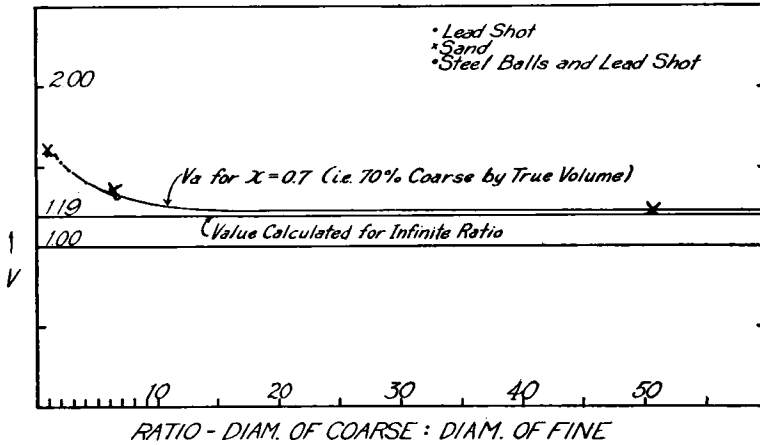 • Lead Shot
x Sand
• Steel Balls and Lead Shot
2.00
Va for x = 0.7 (i.e. 70% Coarse by True Volume)
1.19
Value Calculated for Infinite Ratio
1.00
V
10 20 30 40 50
RATIO - DIAM. OF COARSE : DIAM. OF FINE